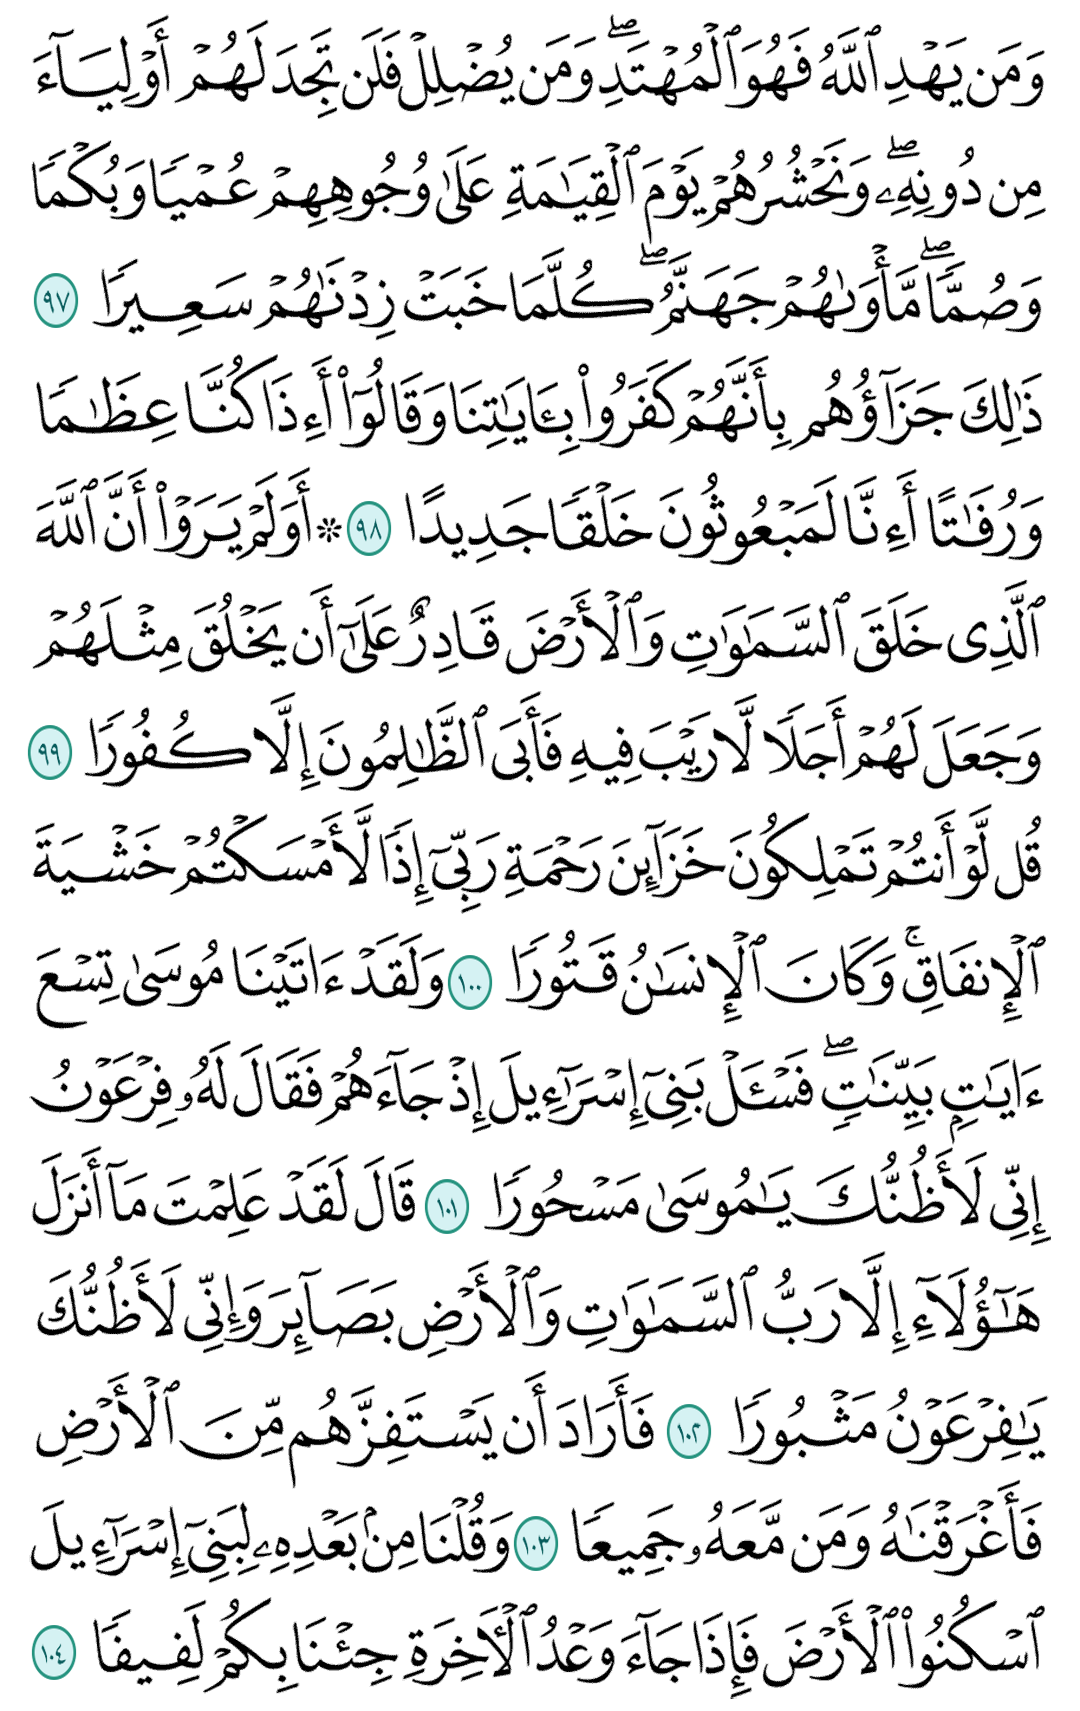 وَمَن يَهْدِ ٱللَّهُ فَهُوَ ٱلْمُهْتَدِ ۖ وَمَن يُضْلِلْ فَلَن تَجِدَ لَهُمْ أَوْلِيَآءَ
مِن دُونِهِۦ ۖ وَنَحْشُرُهُمْ يَوْمَ ٱلْقِيَـٰمَةِ عَلَىٰ وُجُوهِهِمْ عُمْيًا وَبُكْمًا
وَصُمًّا ۖ مَّأْوَىٰهُمْ جَهَنَّمُ ۖ كُلَّمَا خَبَتْ زِدْنَـٰهُمْ سَعِيرًا ٩٧
ذَٰلِكَ جَزَآؤُهُم بِأَنَّهُمْ كَفَرُوا۟ بِـَٔايَـٰتِنَا وَقَالُوٓا۟ أَءِذَا كُنَّا عِظَـٰمًا
وَرُفَـٰتًا أَءِنَّا لَمَبْعُوثُونَ خَلْقًا جَدِيدًا ٩٨ ۞ أَوَلَمْ يَرَوْا۟ أَنَّ ٱللَّهَ
ٱلَّذِى خَلَقَ ٱلسَّمَـٰوَٰتِ وَٱلْأَرْضَ قَادِرٌ عَلَىٰٓ أَن يَخْلُقَ مِثْلَهُمْ
وَجَعَلَ لَهُمْ أَجَلًا لَّا رَيْبَ فِيهِ فَأَبَى ٱلظَّـٰلِمُونَ إِلَّا كُفُورًا ٩٩
قُل لَّوْ أَنتُمْ تَمْلِكُونَ خَزَآئِنَ رَحْمَةِ رَبِّىٓ إِذًا لَّأَمْسَكْتُمْ خَشْيَةَ
ٱلْإِنفَاقِ ۚ وَكَانَ ٱلْإِنسَـٰنُ قَتُورًا ١٠٠ وَلَقَدْ ءَاتَيْنَا مُوسَىٰ تِسْعَ
ءَايَـٰتٍۭ بَيِّنَـٰتٍ ۖ فَسْـَٔلْ بَنِىٓ إِسْرَٰٓءِيلَ إِذْ جَآءَهُمْ فَقَالَ لَهُۥ فِرْعَوْنُ
إِنِّى لَأَظُنُّكَ يَـٰمُوسَىٰ مَسْحُورًا ١٠١ قَالَ لَقَدْ عَلِمْتَ مَآ أَنزَلَ
هَـٰٓؤُلَآءِ إِلَّا رَبُّ ٱلسَّمَـٰوَٰتِ وَٱلْأَرْضِ بَصَآئِرَ وَإِنِّى لَأَظُنُّكَ
يَـٰفِرْعَوْنُ مَثْبُورًا ١٠٢ فَأَرَادَ أَن يَسْتَفِزَّهُم مِّنَ ٱلْأَرْضِ
فَأَغْرَقْنَـٰهُ وَمَن مَّعَهُۥ جَمِيعًا ١٠٣ وَقُلْنَا مِنۢ بَعْدِهِۦ لِبَنِىٓ إِسْرَٰٓءِيلَ
ٱسْكُنُوا۟ ٱلْأَرْضَ فَإِذَا جَآءَ وَعْدُ ٱلْـَٔاخِرَةِ جِئْنَا بِكُمْ لَفِيفًا ١٠٤